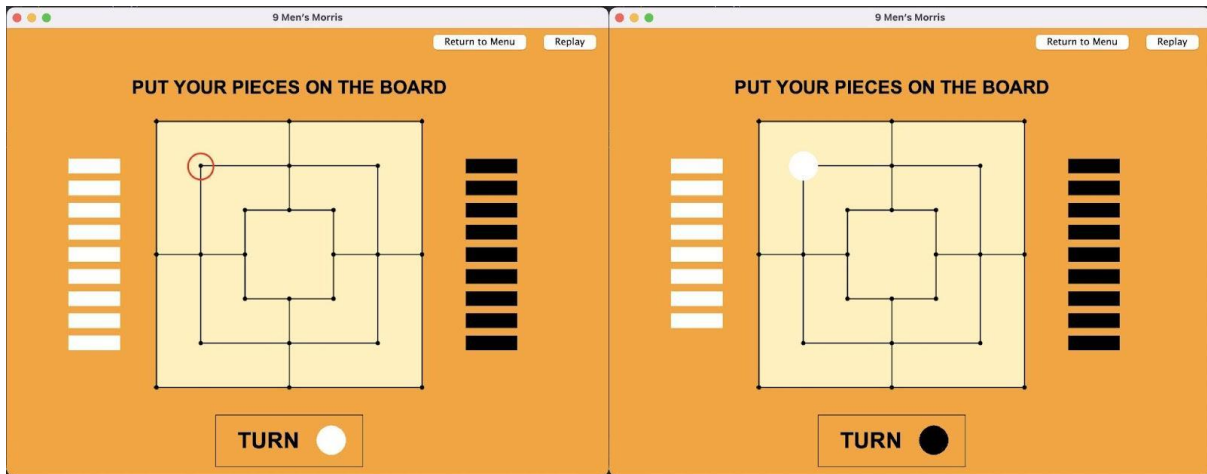 9 Men's Morris
Return to Menu
Replay
PUT YOUR PIECES ON THE BOARD
TURN
9 Men's Morris
Return to Menu
Replay
PUT YOUR PIECES ON THE BOARD
TURN